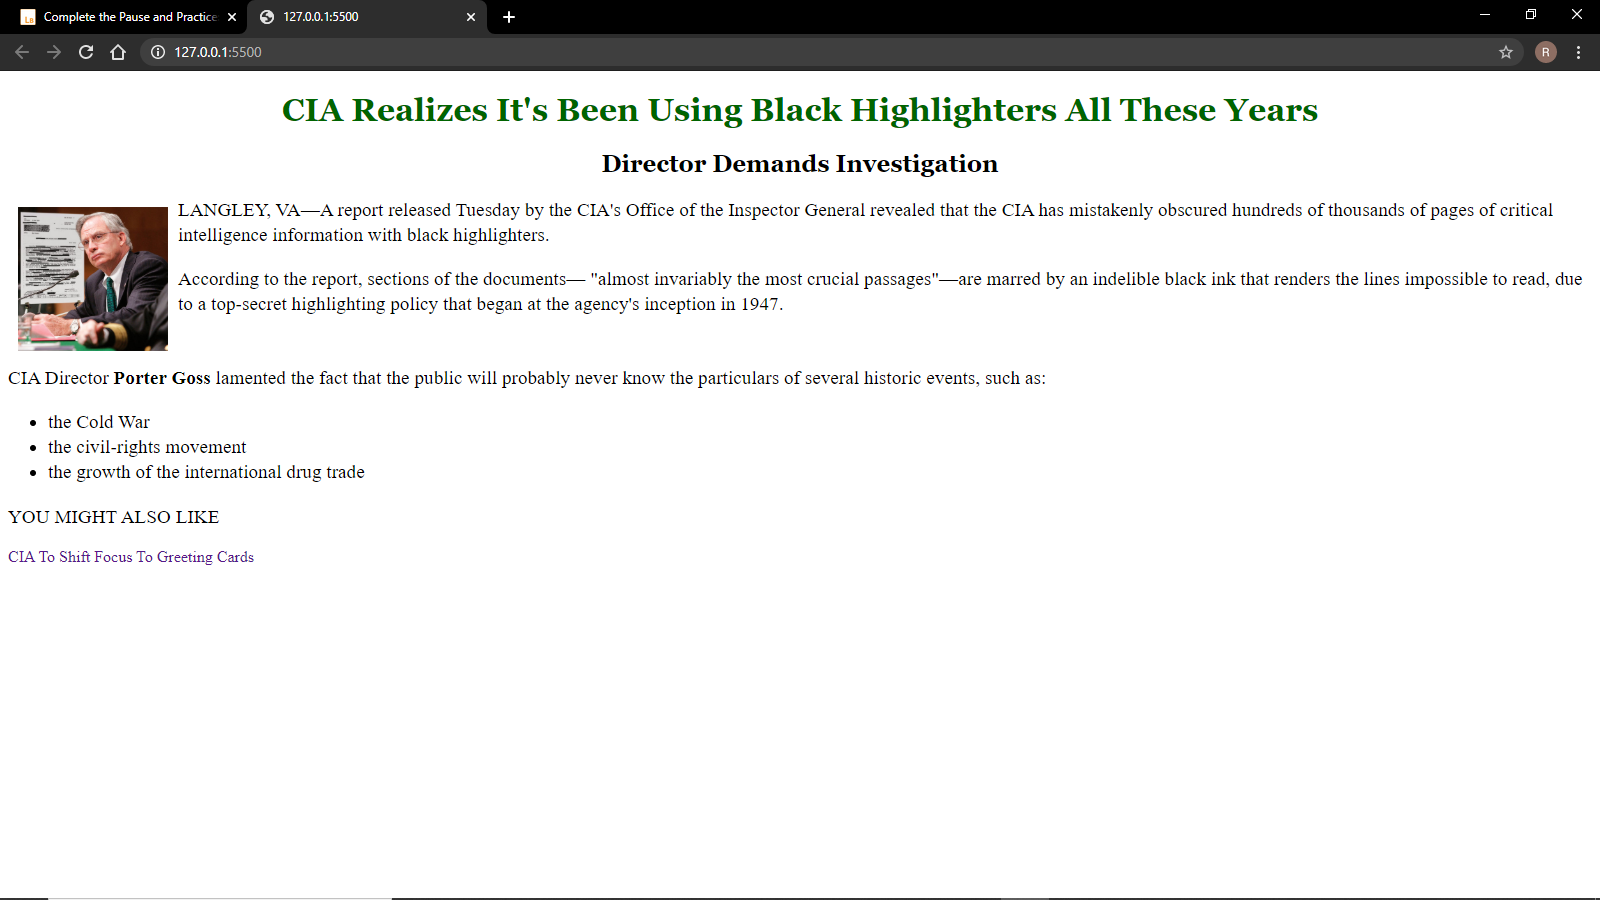 Complete the Pause and Practice
127.0.0.1:5500
127.0.0.1:5500
R
CIA Realizes It's Been Using Black Highlighters All These Years
Director Demands Investigation
LANGLEY, VA—A report released Tuesday by the CIA's Office of the Inspector General revealed that the CIA has mistakenly obscured hundreds of thousands of pages of critical
intelligence information with black highlighters.
According to the report, sections of the documents— "almost invariably the most crucial passages"—are marred by an indelible black ink that renders the lines impossible to read, due
to a top-secret highlighting policy that began at the agency's inception in 1947.
CIA Director Porter Goss lamented the fact that the public will probably never know the particulars of several historic events, such as:
• the Cold War
• the civil-rights movement
• the growth of the international drug trade
YOU MIGHT ALSO LIKE
CIA To Shift Focus To Greeting Cards